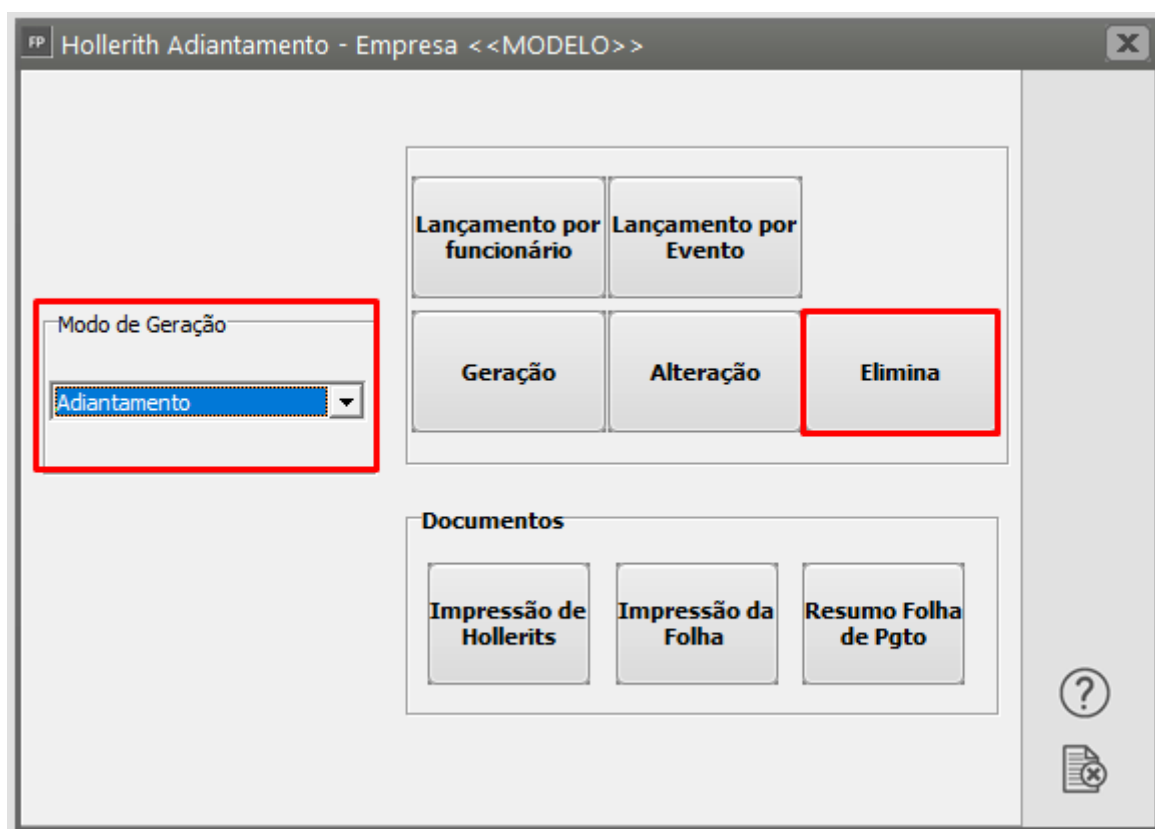 FP Hollerith Adiantamento - Empresa <<MODELO>>
Lançamento por
funcionário
Lançamento por
Evento
Modo de Geração
Adiantamento
Geração
Alteração
Elimina
Documentos
Impressão de
Hollerits
Impressão da
Folha
Resumo Folha
de Pgto
?